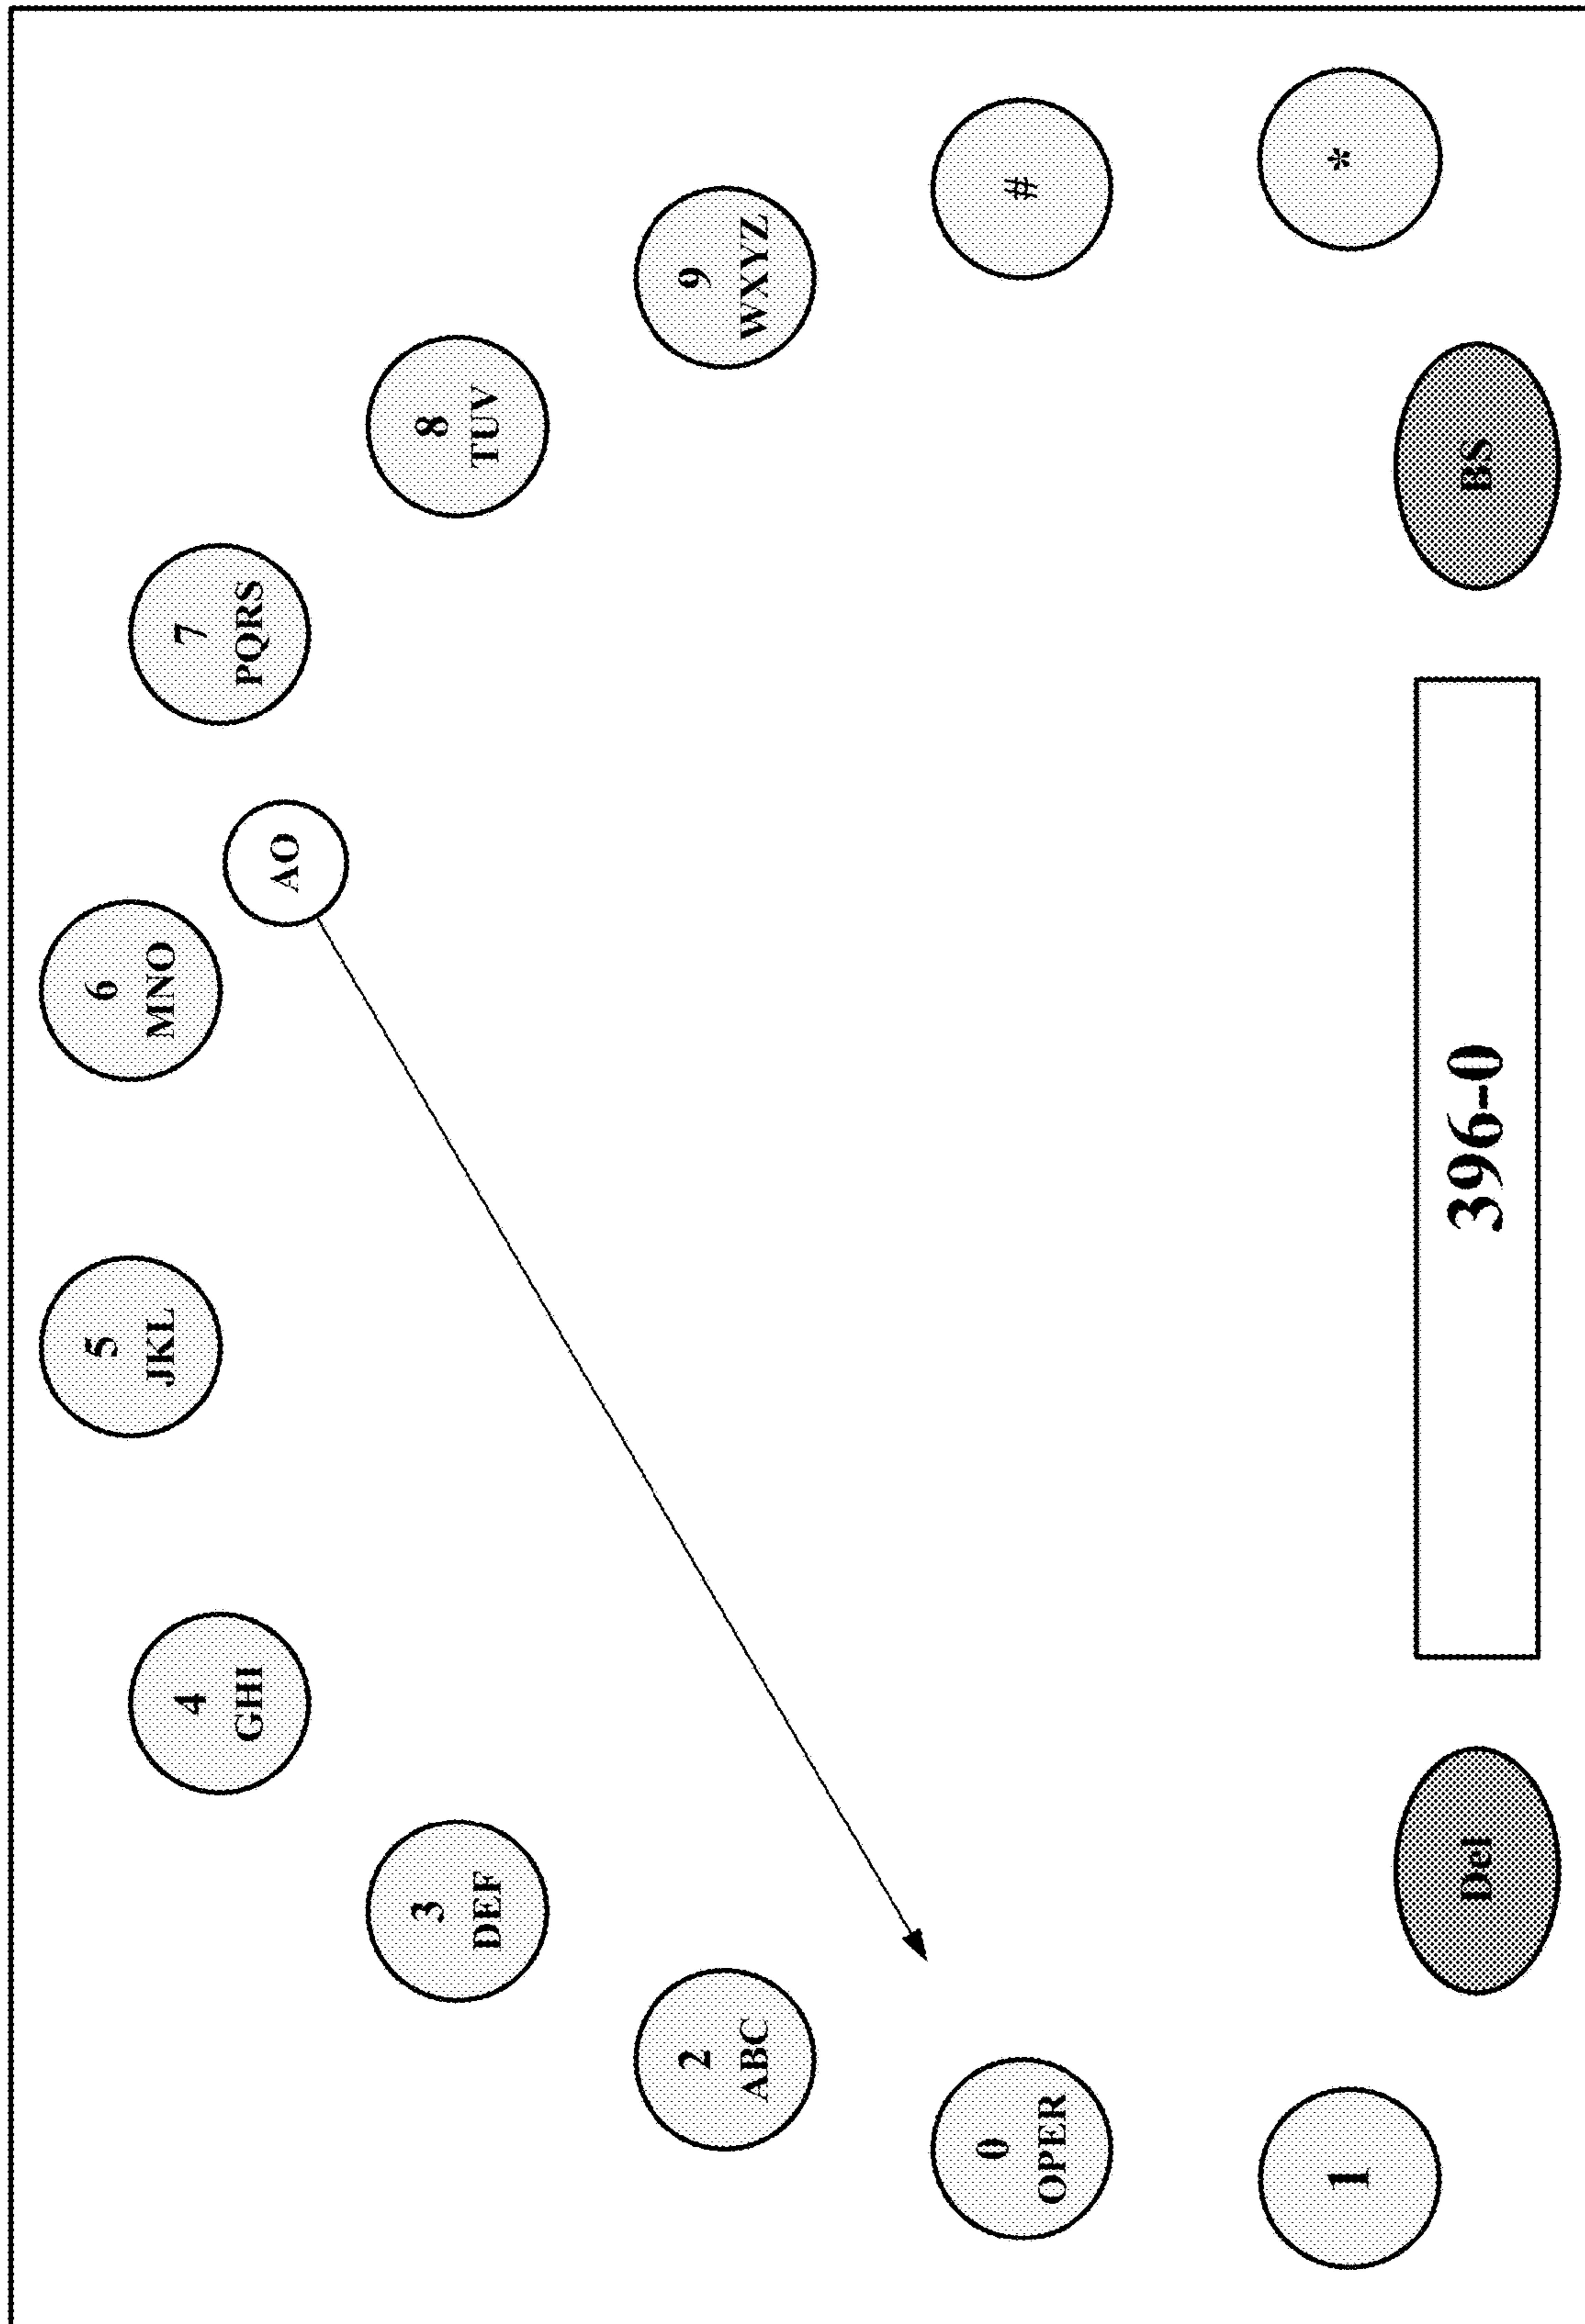 1
0
OPER
2
ABC
3
DEF
4
GHI
5
JKL
6
MNO
7
PQRS
8
TUV
9
WXYZ
#
*
AO
Del
396-0
BS